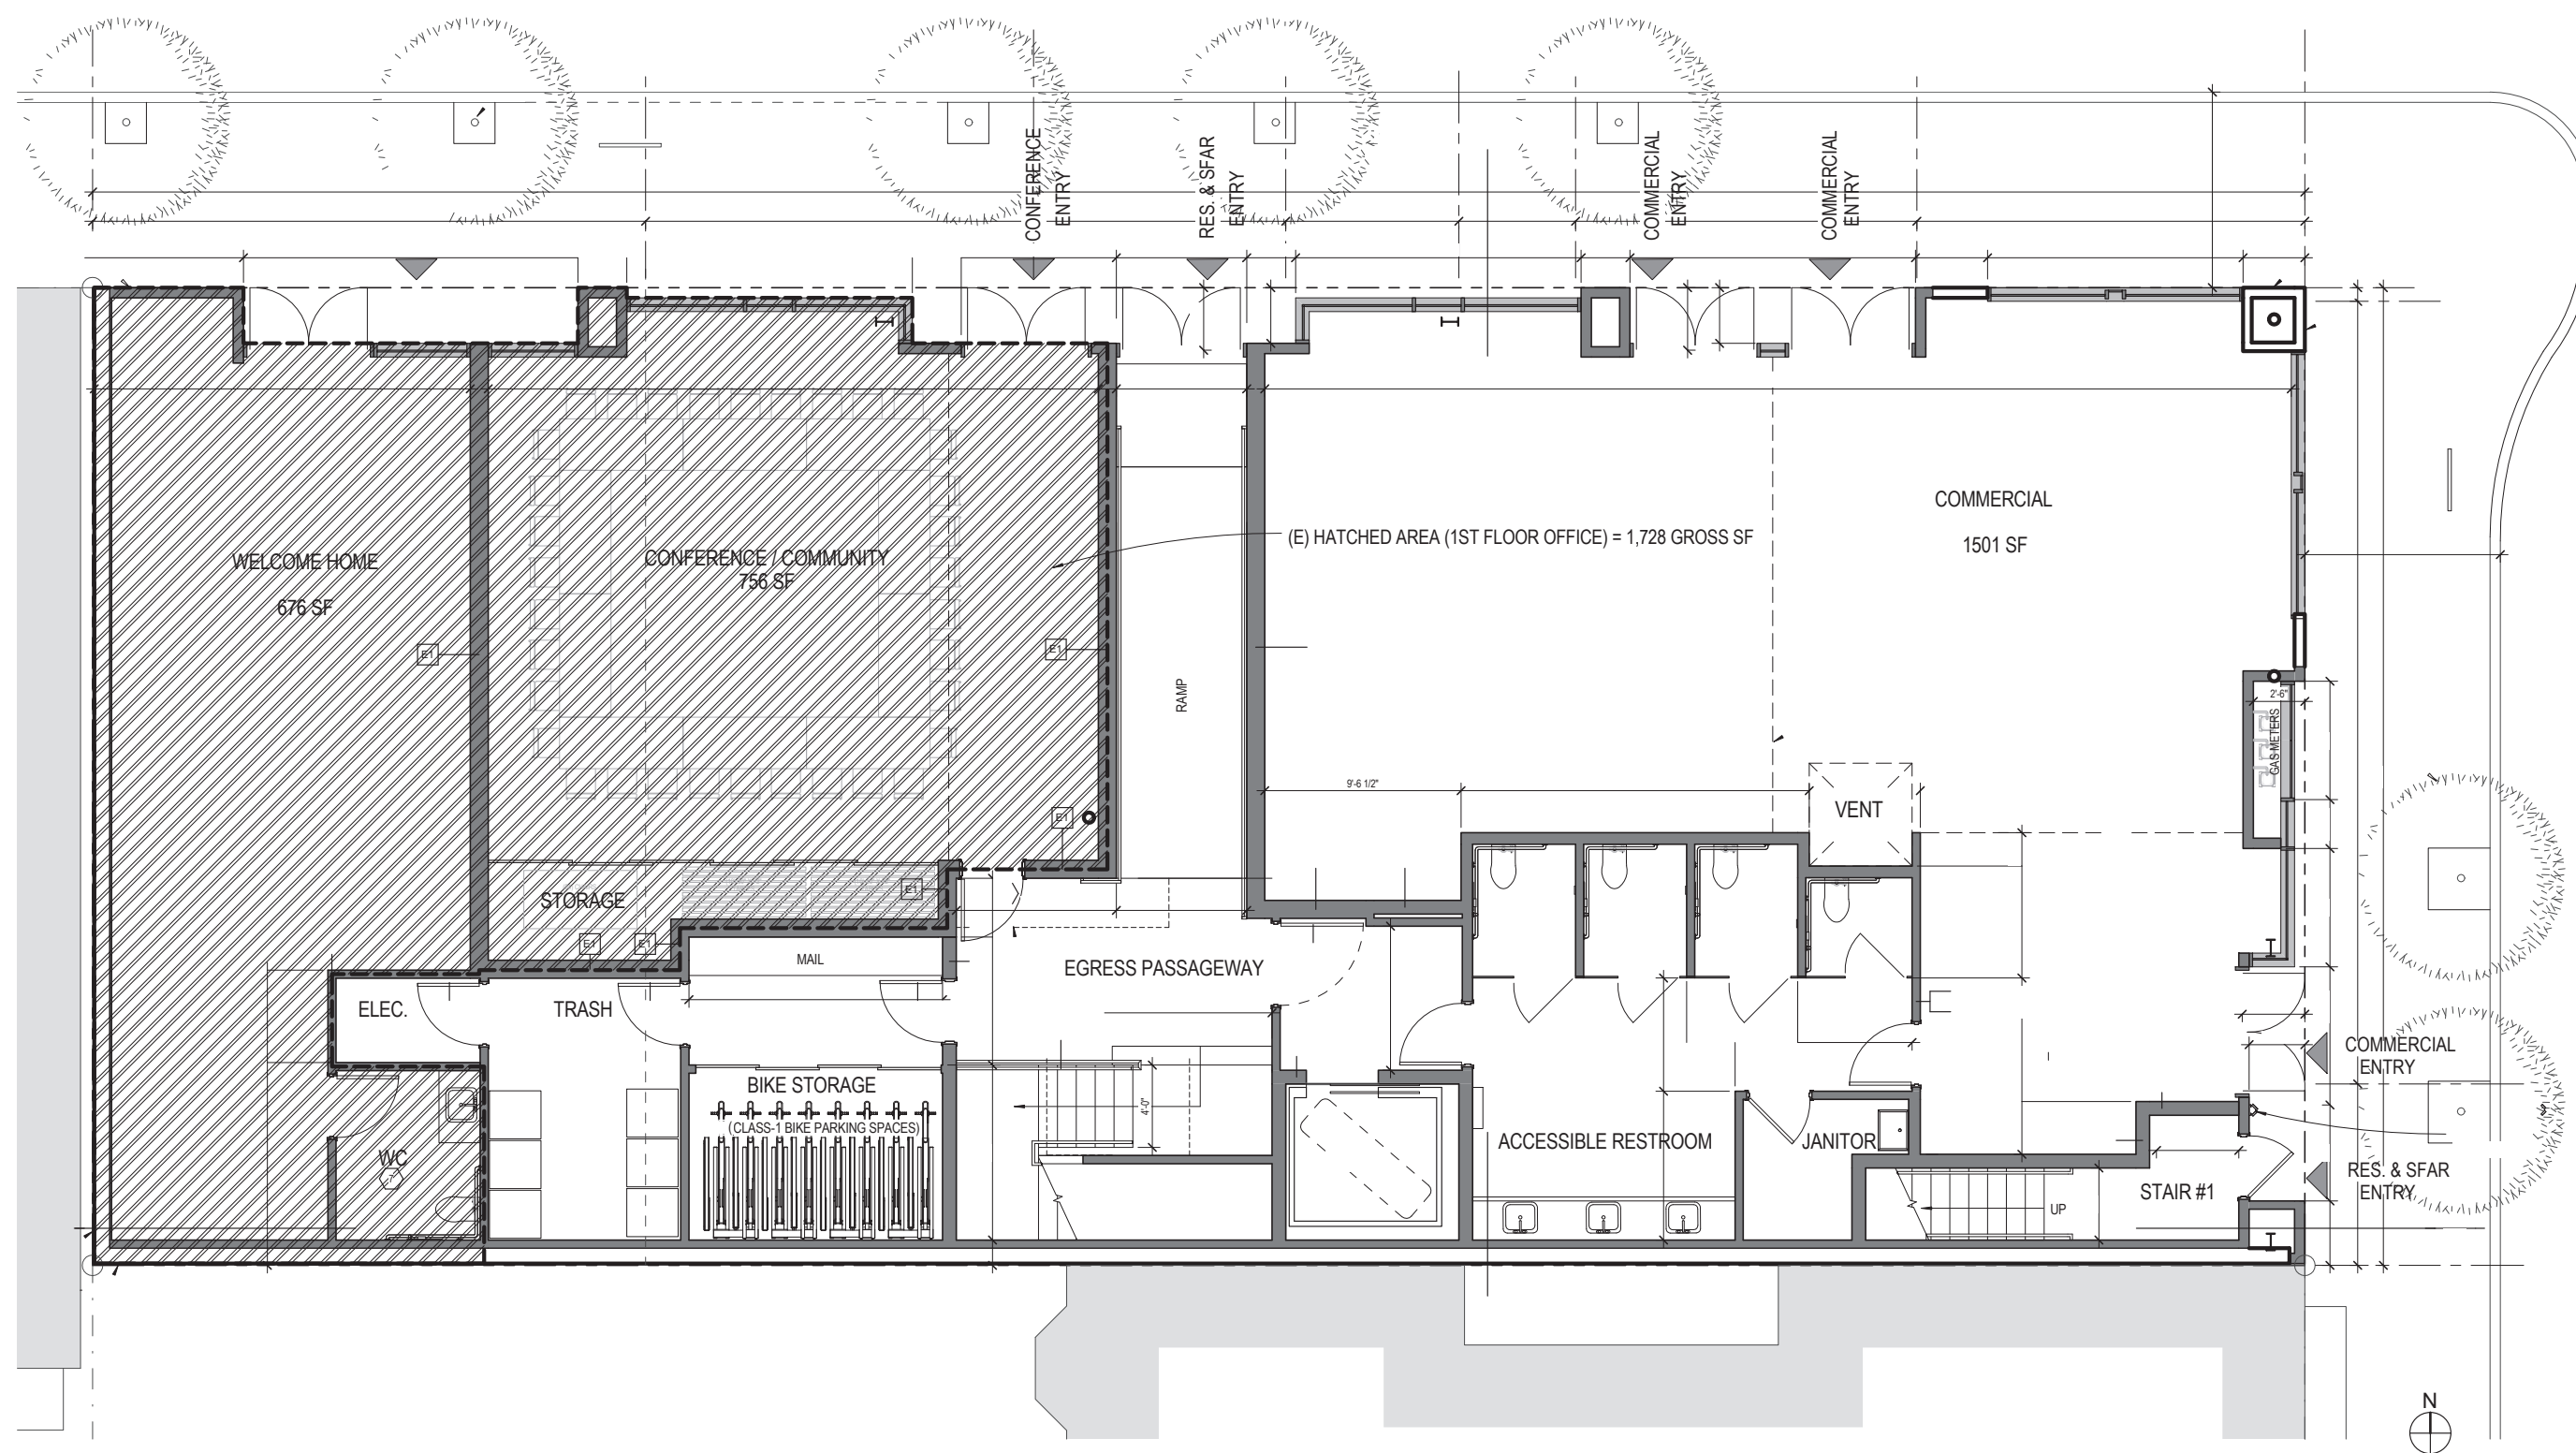 CONFERENCE
ENTRY
RES. & SFAR
ENTRY
COMMERCIAL
ENTRY
COMMERCIAL
ENTRY
COMMERCIAL
1501 SF
(E) HATCHED AREA (1ST FLOOR OFFICE) = 1,728 GROSS SF
WELCOME HOME
676 SF
CONFERENCE / COMMUNITY
756 SF
E1
E1
E1
RAMP
2'-6"
GAS METERS
9'-6 1/2"
VENT
STORAGE
E1
E1
E1
MAIL
EGRESS PASSAGEWAY
ELEC.
TRASH
BIKE STORAGE
(CLASS-1 BIKE PARKING SPACES)
4'-0"
WC
ACCESSIBLE RESTROOM
JANITOR
UP
STAIR #1
COMMERCIAL
ENTRY
RES. & SFAR
ENTRY
N